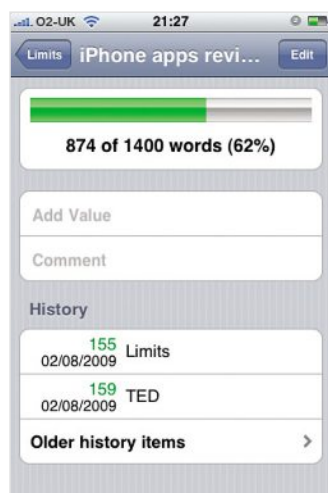 O2-UK 21:27
Limits iPhone apps revi... Edit
874 of 1400 words (62%)
Add Value
Comment
History
155
02/08/2009 Limits
159
02/08/2009 TED
Older history items